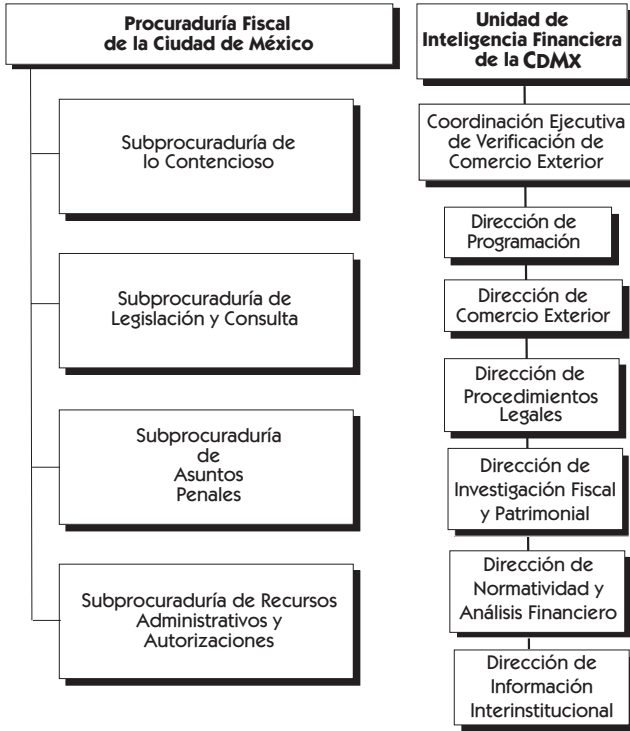 Procuraduría Fiscal
de la Ciudad de México
Subprocuraduría de
lo Contencioso
Subprocuraduría de
Legislación y Consulta
Subprocuraduría
de
Asuntos
Penales
Subprocuraduría de Recursos
Administrativos y
Autorizaciones
Unidad de
Inteligencia Financiera
de la CDMX
Coordinación Ejecutiva
de Verificación de
Comercio Exterior
Dirección de
Programación
Dirección de
Comercio Exterior
Dirección de
Procedimientos
Legales
Dirección de
Investigación Fiscal
y Patrimonial
Dirección de
Normatividad y
Análisis Financiero
Dirección de
Información
Interinstitucional